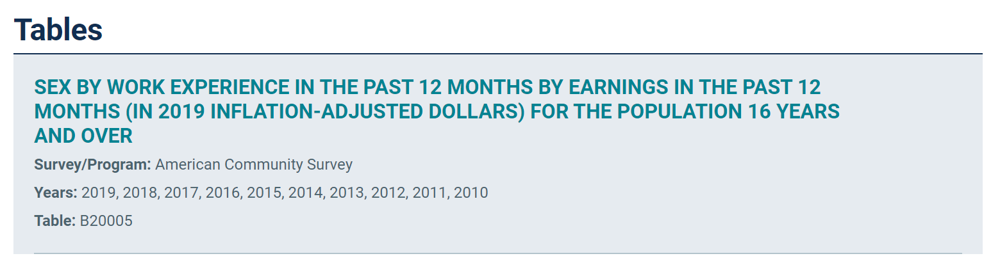 Tables
SEX BY WORK EXPERIENCE IN THE PAST 12 MONTHS BY EARNINGS IN THE PAST 12
MONTHS (IN 2019 INFLATION-ADJUSTED DOLLARS) FOR THE POPULATION 16 YEARS
AND OVER
Survey/Program: American Community Survey
Years: 2019, 2018, 2017, 2016, 2015, 2014, 2013, 2012, 2011, 2010
Table: B20005